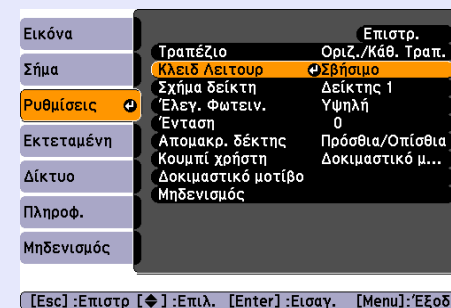 Εικόνα
Σήμα
Ρυθμίσεις
Εκτεταμένη
Δίκτυο
Πληροφ.
Μηδενισμός
Επιστρ.
Τραπέζιο Οριζ./Κάθ. Τραπ.
Κλειδ Λειτουρ Σβήσιμο
Σχήμα δείκτη Δείκτης 1
Έλεγ. Φωτειν. Υψηλή
Ένταση 0
Απομακρ. δέκτης Πρόσθια/Οπίσθια
Κουμπί χρήστη Δοκιμαστικό μ...
Δοκιμαστικό μοτίβο
Μηδενισμός
[Esc] :Επιστρ [◆] :Επιλ. [Enter] :Εισαγ. [Menu]:Έξοδ